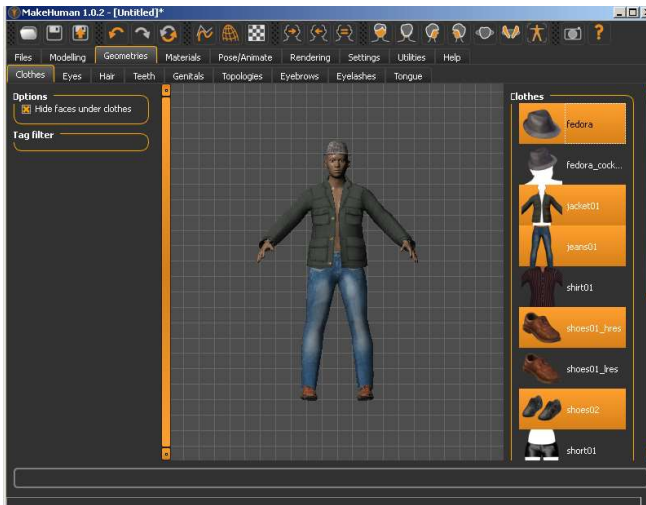 MakeHuman 1.0.2 - [Untitled]*
Files Modelling Geometries Materials Pose/Animate Rendering Settings Utilities Help
Clothes Eyes Hair Teeth Genitals Topologies Eyebrows Eyelashes Tongue
Options
Hide faces under clothes
Tag filter
Clothes
fedora
fedora_cock...
jacket01
jeans01
shirt01
shoes01_hres
shoes01_lres
shoes02
short01